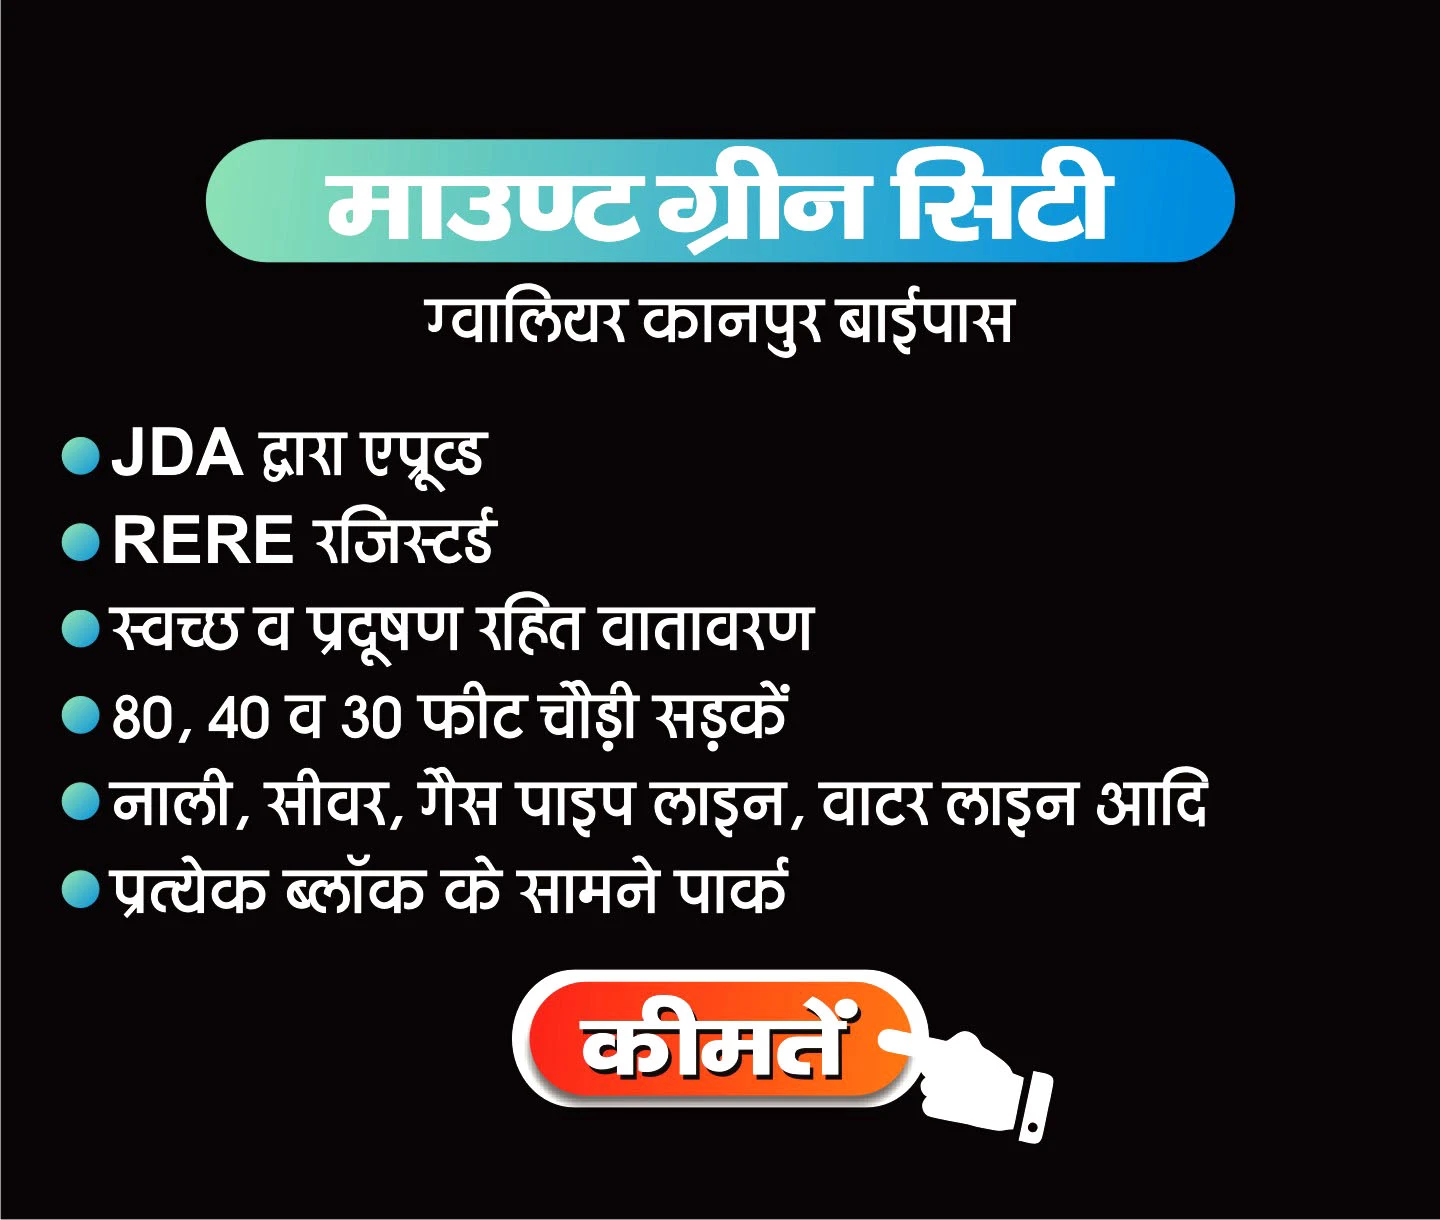 माउण्ट ग्रीन सिटी
ग्वालियर कानपुर बाईपास
JDA द्वारा एप्रूव्ड
RERE रजिस्टर्ड
स्वच्छ व प्रदूषण रहित वातावरण
80, 40 व 30 फीट चौड़ी सड़कें
नाली, सीवर, गैस पाइप लाइन, वाटर लाइन आदि
प्रत्येक ब्लॉक के सामने पार्क
कीमतें